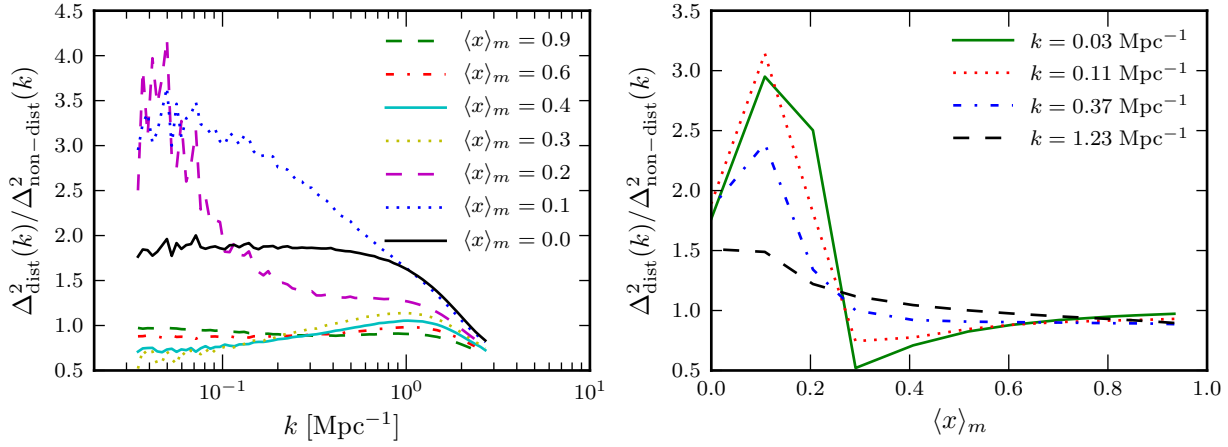 Δ²dist(k)/Δ²non−dist(k)
4.5
4.0
3.5
3.0
2.5
2.0
1.5
1.0
0.5
10⁻¹
10⁰
10¹
k [Mpc⁻¹]
⟨x⟩m = 0.9
⟨x⟩m = 0.6
⟨x⟩m = 0.4
⟨x⟩m = 0.3
⟨x⟩m = 0.2
⟨x⟩m = 0.1
⟨x⟩m = 0.0
Δ²dist(k)/Δ²non−dist(k)
3.5
3.0
2.5
2.0
1.5
1.0
0.5
0.0
0.2
0.4
0.6
0.8
1.0
⟨x⟩m
k = 0.03 Mpc⁻¹
k = 0.11 Mpc⁻¹
k = 0.37 Mpc⁻¹
k = 1.23 Mpc⁻¹